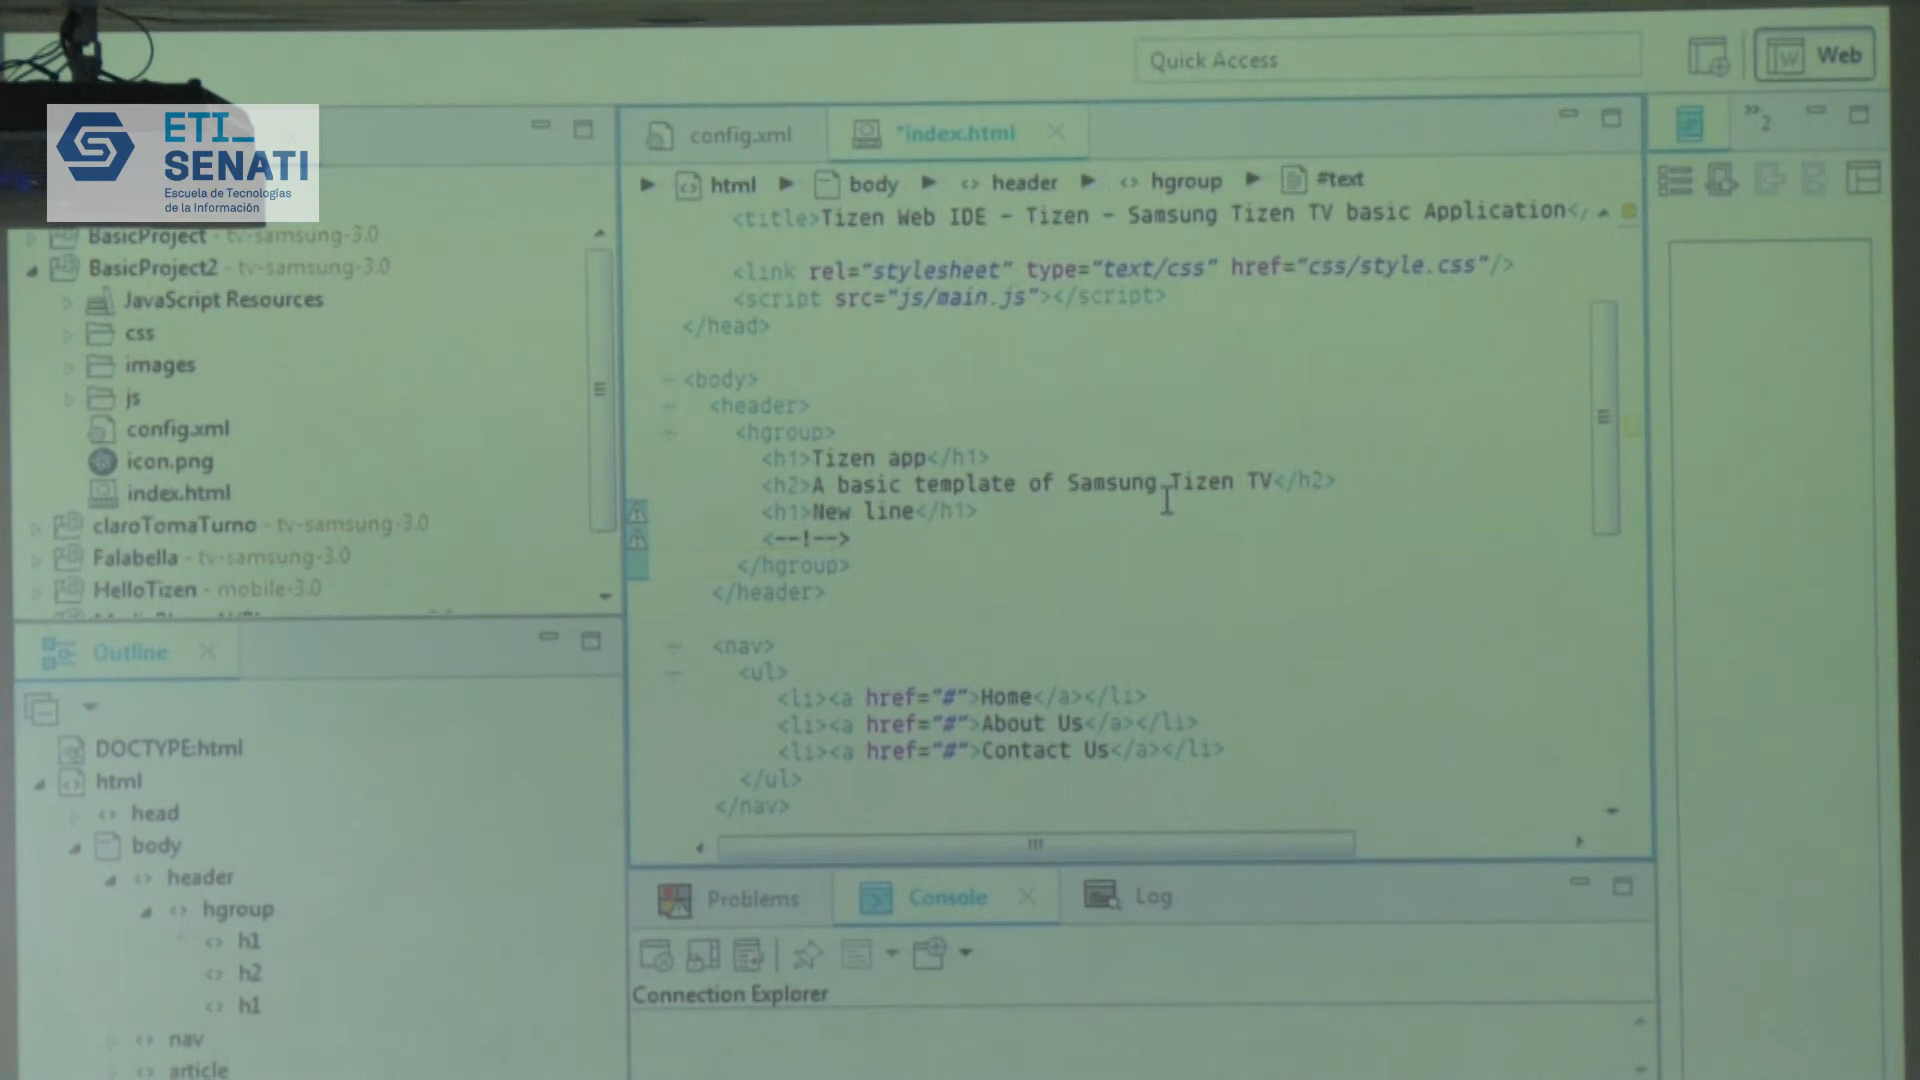 Quick Access
Web
ETI_
SENATI
Escuela de Tecnologías
de la Información
BasicProject - tv-samsung-3.0
BasicProject2 - tv-samsung-3.0
JavaScript Resources
css
images
js
config.xml
icon.png
index.html
claroTomaTurno - tv-samsung-3.0
Falabella - tv-samsung-3.0
HelloTizen - mobile-3.0
config.xml
*index.html
2
html body header hgroup #text
<title>Tizen Web IDE - Tizen - Samsung Tizen TV basic Application</
<link rel="stylesheet" type="text/css" href="css/style.css"/>
<script src="js/main.js"></script>
</head>
<body>
<header>
<hgroup>
<h1>Tizen app</h1>
<h2>A basic template of Samsung Tizen TV</h2>
<h1>New line</h1>
<--!-->
</hgroup>
</header>
<nav>
<ul>
<li><a href="#">Home</a></li>
<li><a href="#">About Us</a></li>
<li><a href="#">Contact Us</a></li>
</ul>
</nav>
Outline
DOCTYPE:html
html
head
body
header
hgroup
h1
h2
h1
nav
article
Problems
Console
Log
Connection Explorer